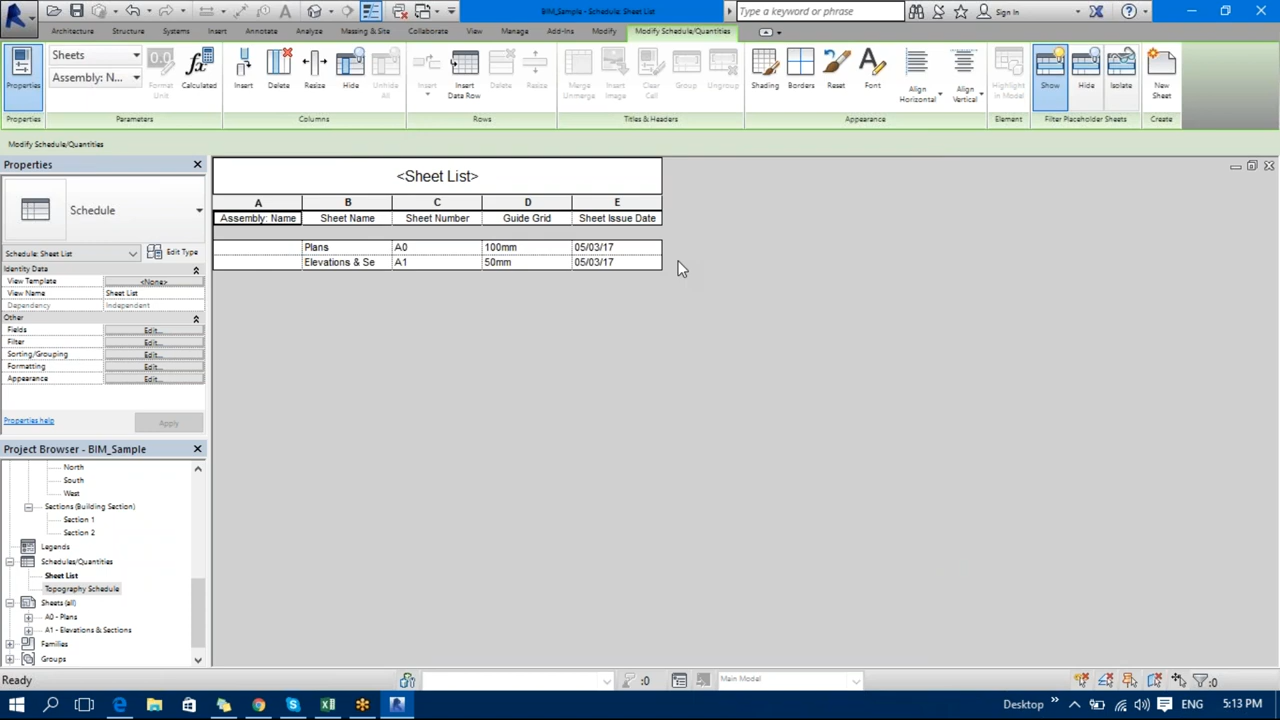 BIM_Sample - Schedule: Sheet List
Type a keyword or phrase
Sign In
Architecture Structure Systems Insert Annotate Analyze Massing & Site Collaborate View Manage Add-Ins Modify Modify Schedule/Quantities
Sheets
Assembly: N...
Properties
Format Unit
Calculated
Insert
Delete
Resize
Hide
Unhide All
Insert
Insert Data Row
Delete
Resize
Merge Unmerge
Insert Image
Clear Cell
Group
Ungroup
Shading
Borders
Reset
Font
Align Horizontal
Align Vertical
Highlight in Model
Show
Hide
Isolate
New Sheet
Properties Parameters Columns Rows Titles & Headers Appearance Element Filter Placeholder Sheets Create
Modify Schedule/Quantities
Properties
Schedule
Schedule: Sheet List
Edit Type
Identity Data
View Template <None>
View Name Sheet List
Dependency Independent
Other
Fields Edit...
Filter Edit...
Sorting/Grouping Edit...
Formatting Edit...
Appearance Edit...
Properties help
Apply
<Sheet List>
A B C D E
Assembly: Name Sheet Name Sheet Number Guide Grid Sheet Issue Date
Plans A0 100mm 05/03/17
Elevations & Se A1 50mm 05/03/17
Project Browser - BIM_Sample
North
South
West
Sections (Building Section)
Section 1
Section 2
Legends
Schedules/Quantities
Sheet List
Topography Schedule
Sheets (all)
A0 - Plans
A1 - Elevations & Sections
Families
Groups
Ready
:0
Main Model
:0
Desktop
ENG
5:13 PM